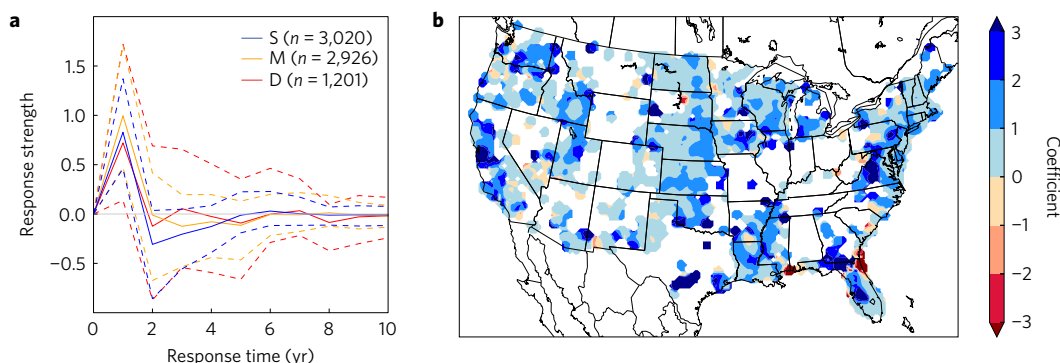 a
S (n = 3,020)
M (n = 2,926)
D (n = 1,201)
1.5
1.0
0.5
0.0
−0.5
Response strength
0 2 4 6 8 10
Response time (yr)
b
3
2
1
0
−1
−2
−3
Coefficient